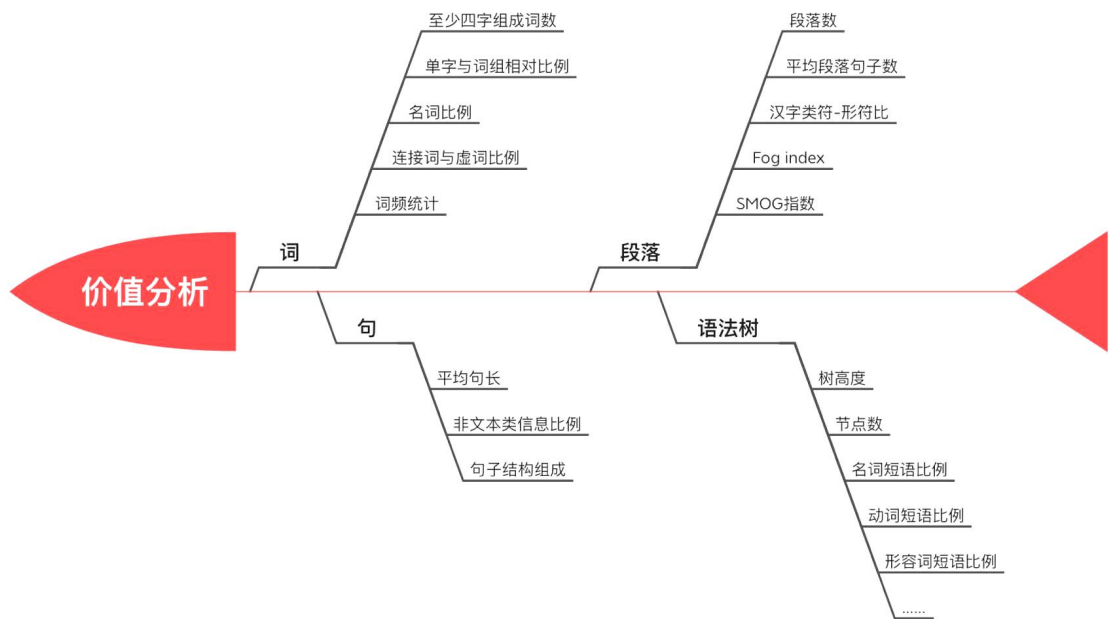 价值分析
词
至少四字组成词数
单字与词组相对比例
名词比例
连接词与虚词比例
词频统计
句
平均句长
非文本类信息比例
句子结构组成
段落
段落数
平均段落句子数
汉字类符-形符比
Fog index
SMOG指数
语法树
树高度
节点数
名词短语比例
动词短语比例
形容词短语比例
......